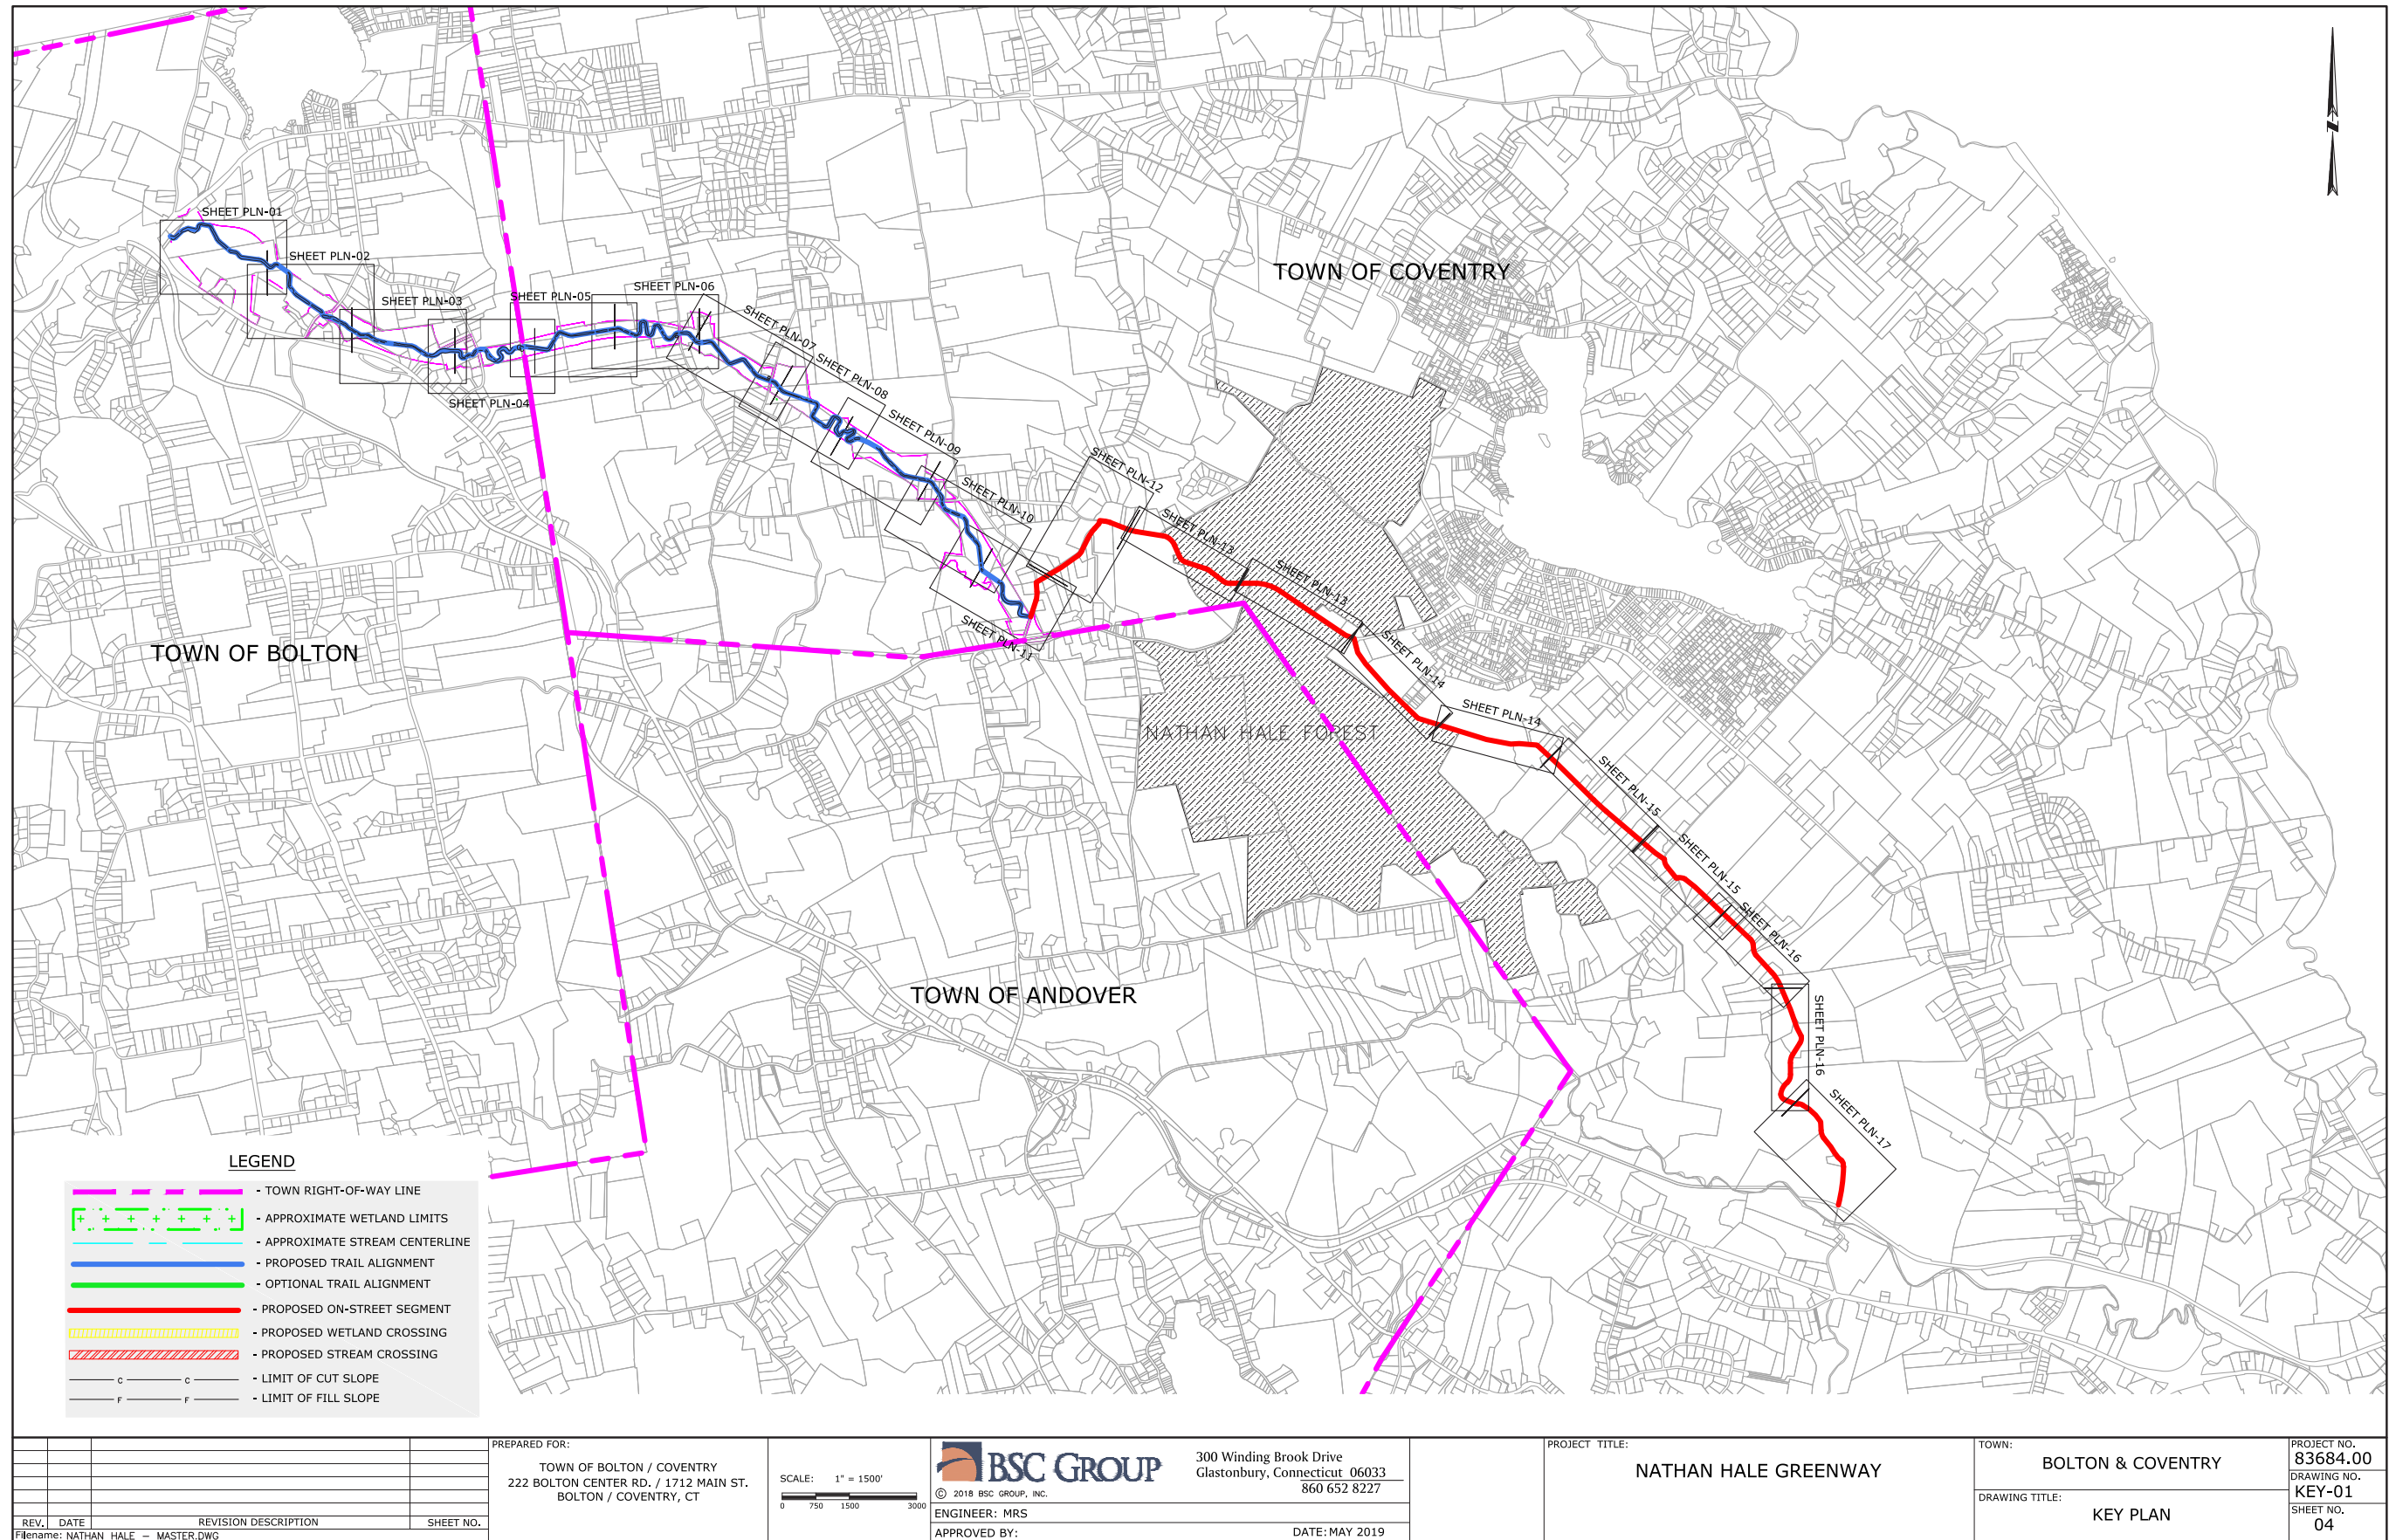 SHEET PLN-01
SHEET PLN-02
SHEET PLN-03
SHEET PLN-04
SHEET PLN-05
SHEET PLN-06
SHEET PLN-07
SHEET PLN-08
SHEET PLN-09
SHEET PLN-10
SHEET PLN-11
SHEET PLN-12
SHEET PLN-13
SHEET PLN-13
SHEET PLN-14
SHEET PLN-14
SHEET PLN-15
SHEET PLN-15
SHEET PLN-16
SHEET PLN-16
SHEET PLN-17
N
TOWN OF COVENTRY
TOWN OF BOLTON
NATHAN HALE FOREST
TOWN OF ANDOVER
LEGEND
- TOWN RIGHT-OF-WAY LINE
- APPROXIMATE WETLAND LIMITS
- APPROXIMATE STREAM CENTERLINE
- PROPOSED TRAIL ALIGNMENT
- OPTIONAL TRAIL ALIGNMENT
- PROPOSED ON-STREET SEGMENT
- PROPOSED WETLAND CROSSING
- PROPOSED STREAM CROSSING
C C - LIMIT OF CUT SLOPE
F F - LIMIT OF FILL SLOPE
REV. DATE REVISION DESCRIPTION SHEET NO.
Filename: NATHAN HALE - MASTER.DWG
PREPARED FOR:
TOWN OF BOLTON / COVENTRY
222 BOLTON CENTER RD. / 1712 MAIN ST.
BOLTON / COVENTRY, CT
SCALE: 1" = 1500'
0 750 1500 3000
BSC GROUP
© 2018 BSC GROUP, INC.
300 Winding Brook Drive
Glastonbury, Connecticut 06033
860 652 8227
ENGINEER: MRS
APPROVED BY: DATE: MAY 2019
PROJECT TITLE:
NATHAN HALE GREENWAY
TOWN:
BOLTON & COVENTRY
DRAWING TITLE:
KEY PLAN
PROJECT NO.
83684.00
DRAWING NO.
KEY-01
SHEET NO.
04